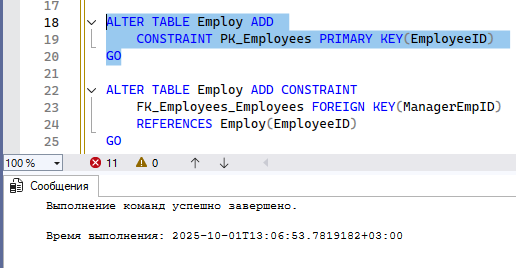 17
18 ALTER TABLE Employ ADD
19 CONSTRAINT PK_Employees PRIMARY KEY(EmployeeID)
20 GO
21
22 ALTER TABLE Employ ADD CONSTRAINT
23 FK_Employees_Employees FOREIGN KEY(ManagerEmpID)
24 REFERENCES Employ(EmployeeID)
25 GO
100 % 11 0
Сообщения
Выполнение команд успешно завершено.
Время выполнения: 2025-10-01T13:06:53.7819182+03:00